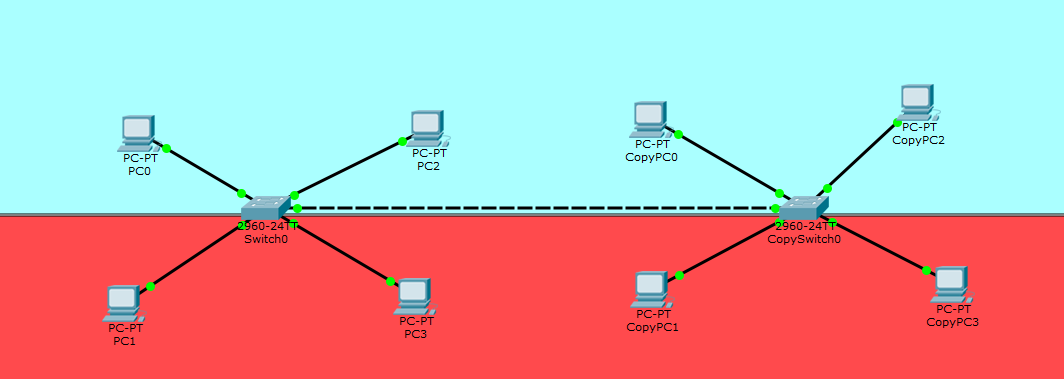 PC-PT
PC0
PC-PT
PC2
PC-PT
CopyPC0
PC-PT
CopyPC2
2960-24TT
Switch0
2960-24TT
CopySwitch0
PC-PT
PC1
PC-PT
PC3
PC-PT
CopyPC1
PC-PT
CopyPC3